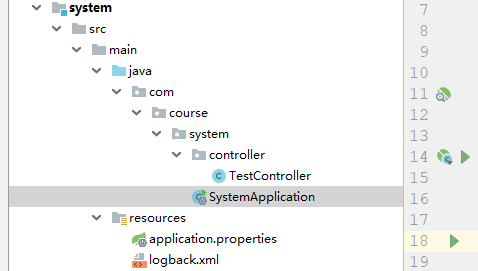 system
7
src
8
main
9
java
10
com
11
course
12
system
13
controller
14
TestController
15
SystemApplication
16
resources
17
application.properties
18
logback.xml
19